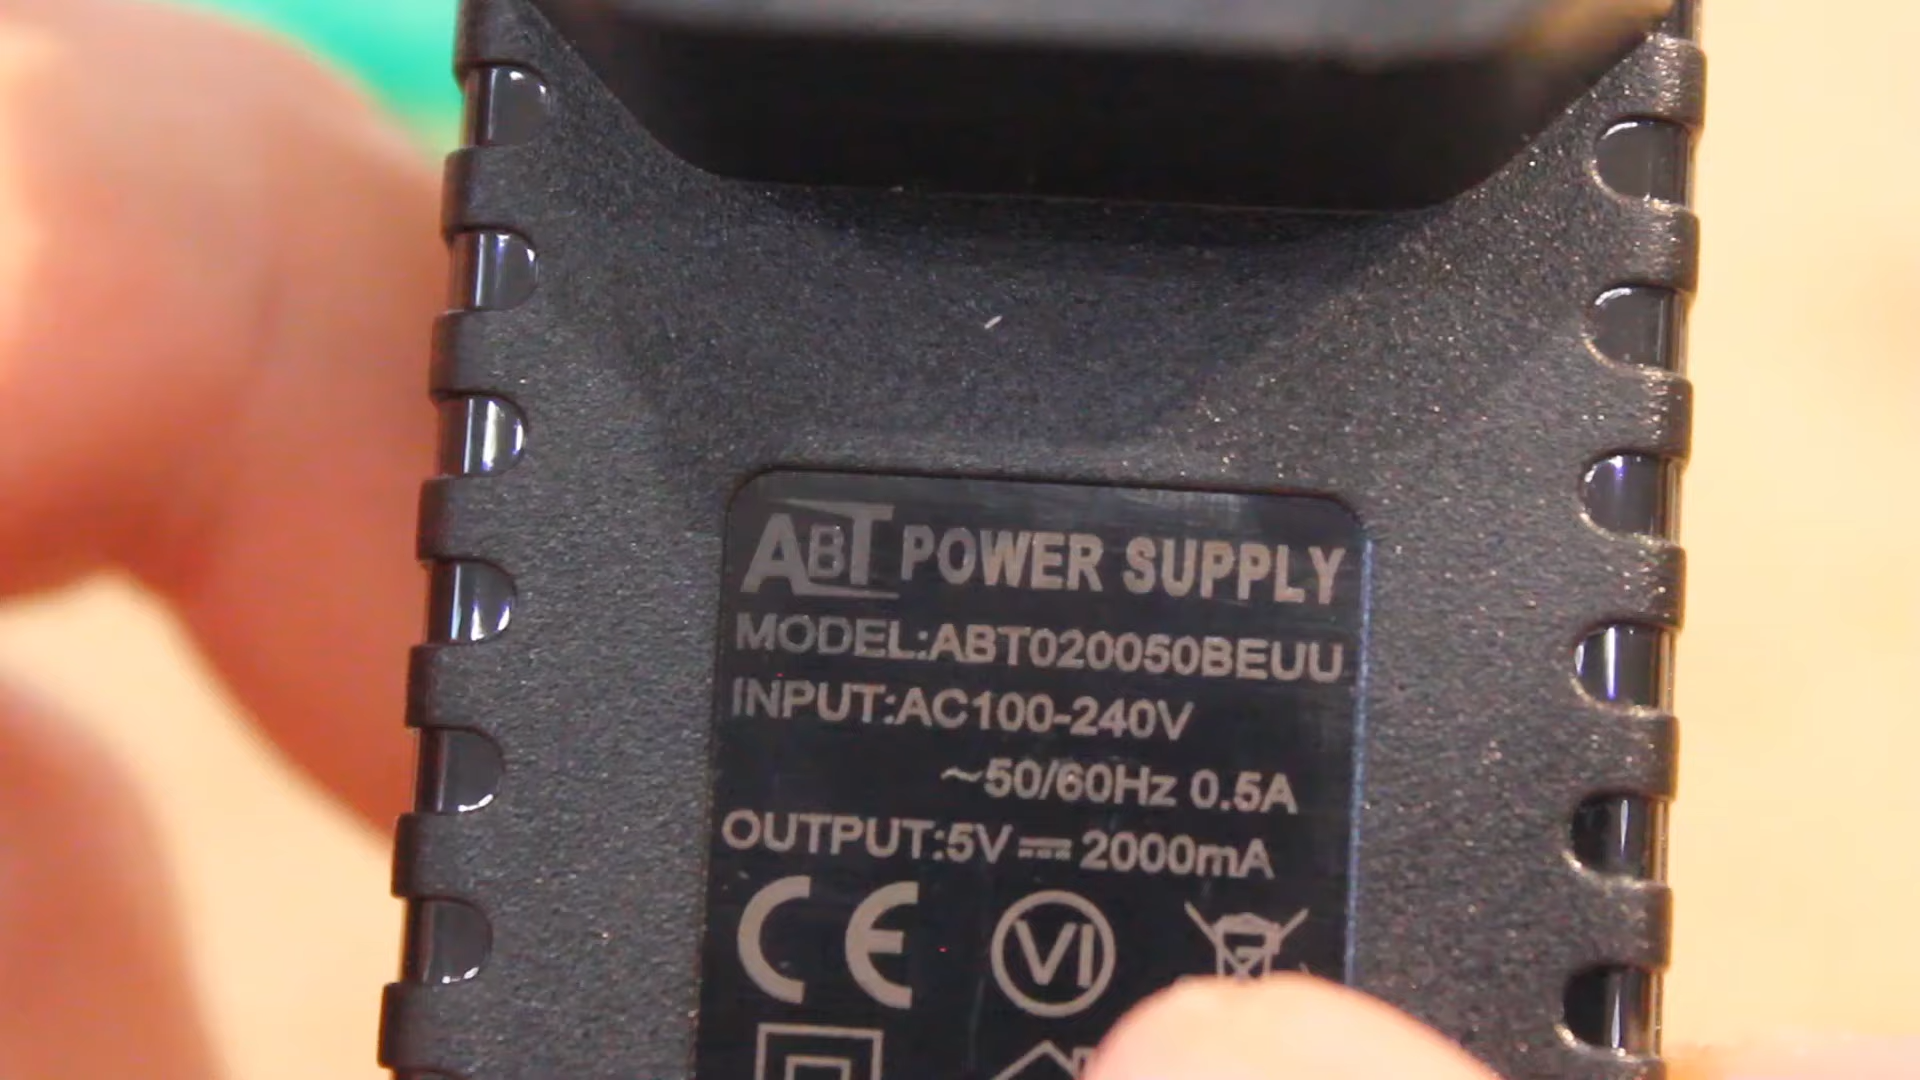 ABT POWER SUPPLY
MODEL:ABT020050BEUU
INPUT:AC100-240V
~50/60Hz 0.5A
OUTPUT:5V⎓2000mA
CE VI